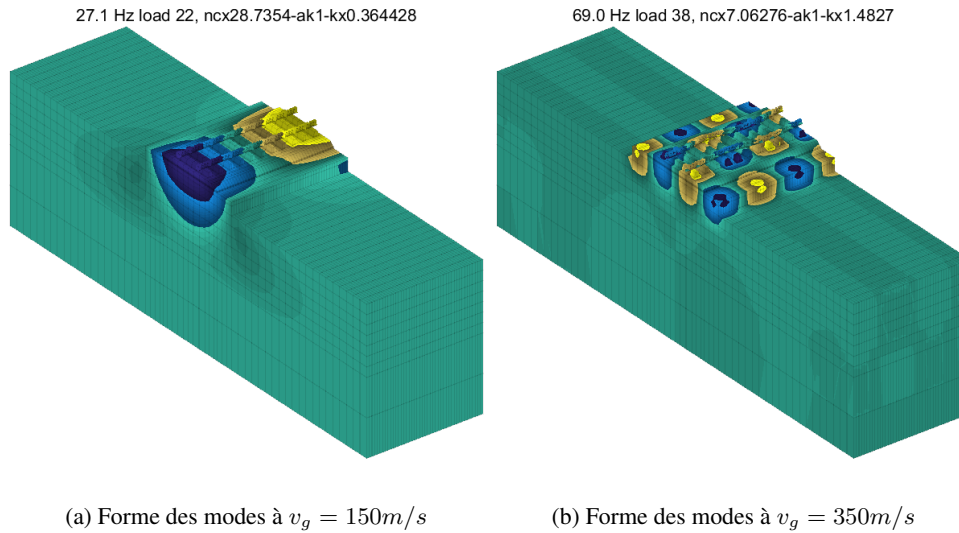 27.1 Hz load 22, ncx28.7354-ak1-kx0.364428
69.0 Hz load 38, ncx7.06276-ak1-kx1.4827
(a) Forme des modes à v_g = 150m/s
(b) Forme des modes à v_g = 350m/s